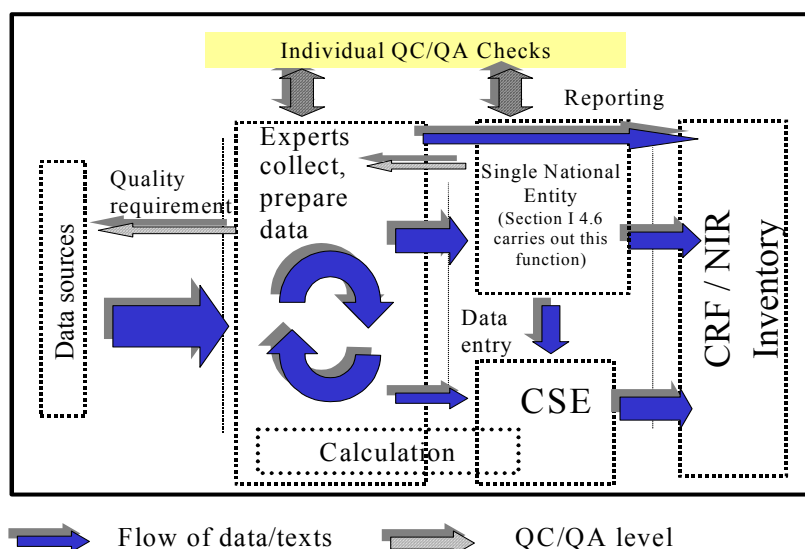 Individual QC/QA Checks
Reporting
Experts
collect,
prepare
data
Single National
Entity
(Section I 4.6
carries out this
function)
Quality
requirement
Data sources
CRF / NIR
Inventory
Data
entry
CSE
Calculation
Flow of data/texts
QC/QA level